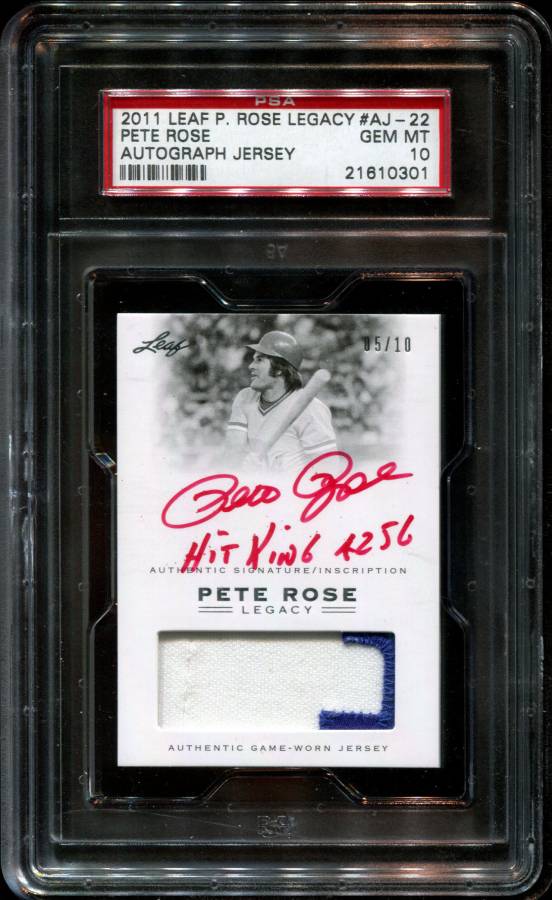 PSA
2011 LEAF P. ROSE LEGACY #AJ-22
PETE ROSE GEM MT
AUTOGRAPH JERSEY 10
21610301
Leaf
05/10
Pete Rose
HiT KiNG 4256
AUTHENTIC SIGNATURE/INSCRIPTION
PETE ROSE
LEGACY
AUTHENTIC GAME-WORN JERSEY